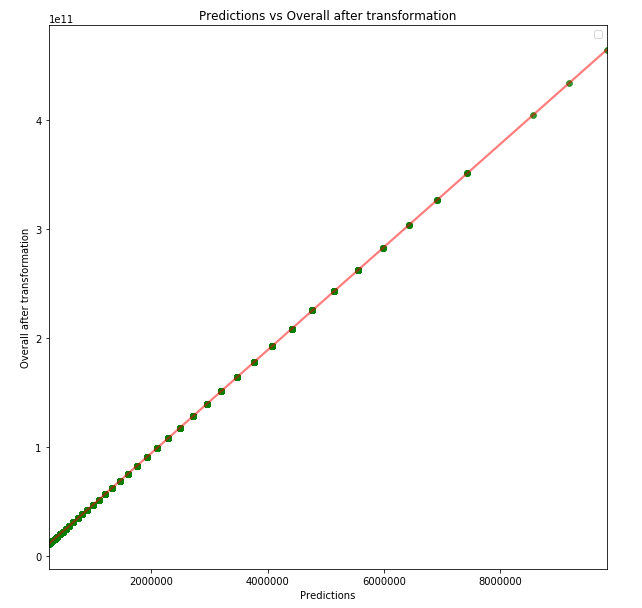 Predictions vs Overall after transformation
1e11
4
3
2
1
0
Overall after transformation
2000000 4000000 6000000 8000000
Predictions